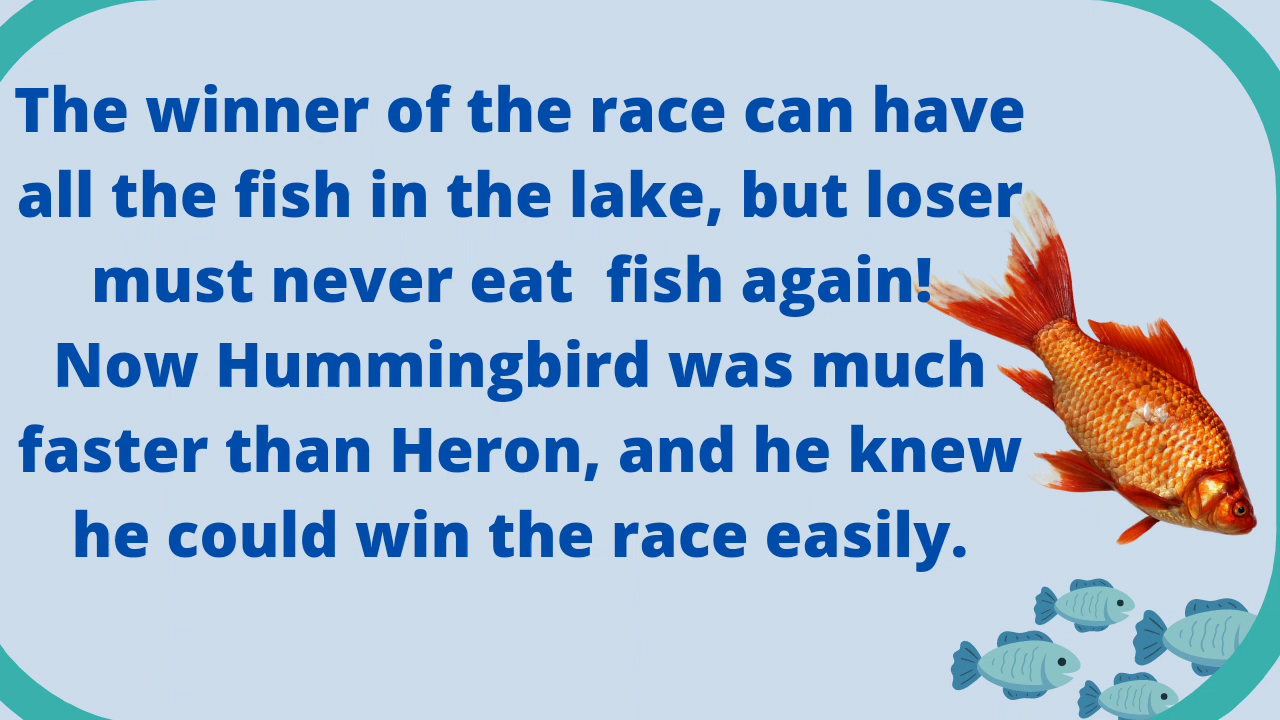 The winner of the race can have
all the fish in the lake, but loser
must never eat  fish again!
Now Hummingbird was much
faster than Heron, and he knew
he could win the race easily.